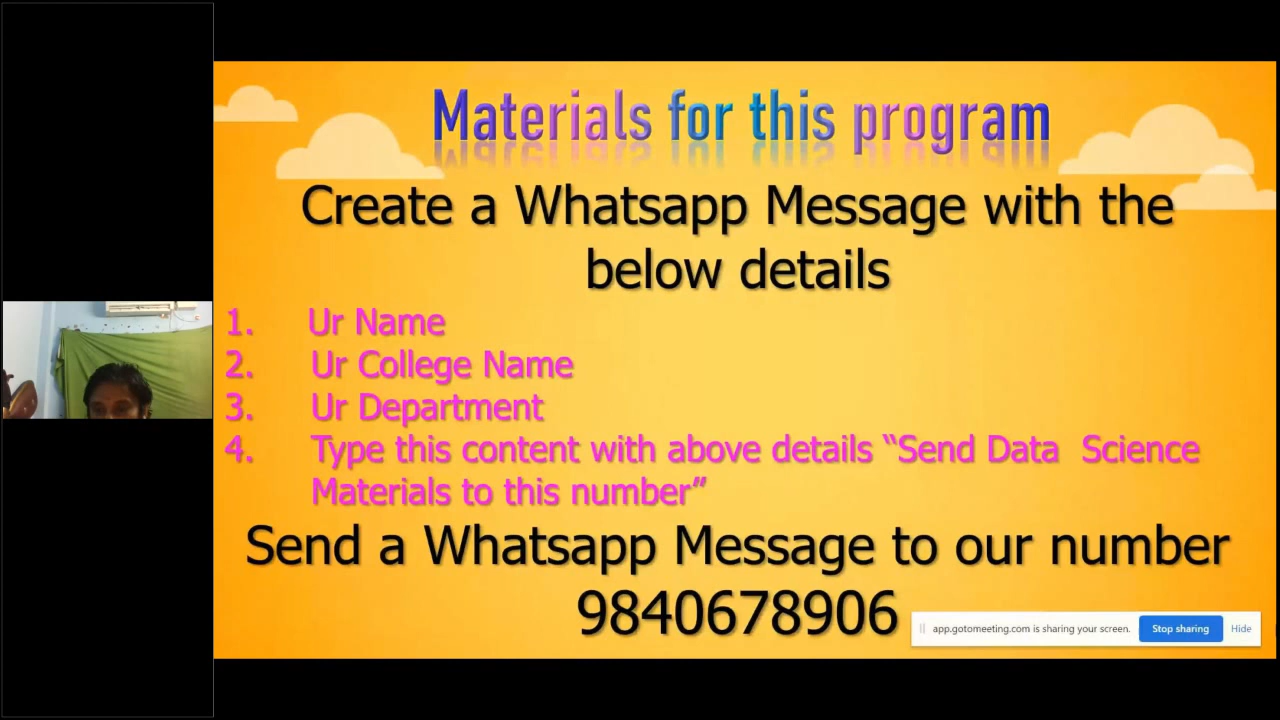 Materials for this program
Create a Whatsapp Message with the
below details
1. Ur Name
2. Ur College Name
3. Ur Department
4. Type this content with above details “Send Data Science
Materials to this number”
Send a Whatsapp Message to our number
9840678906
app.gotomeeting.com is sharing your screen. Stop sharing Hide